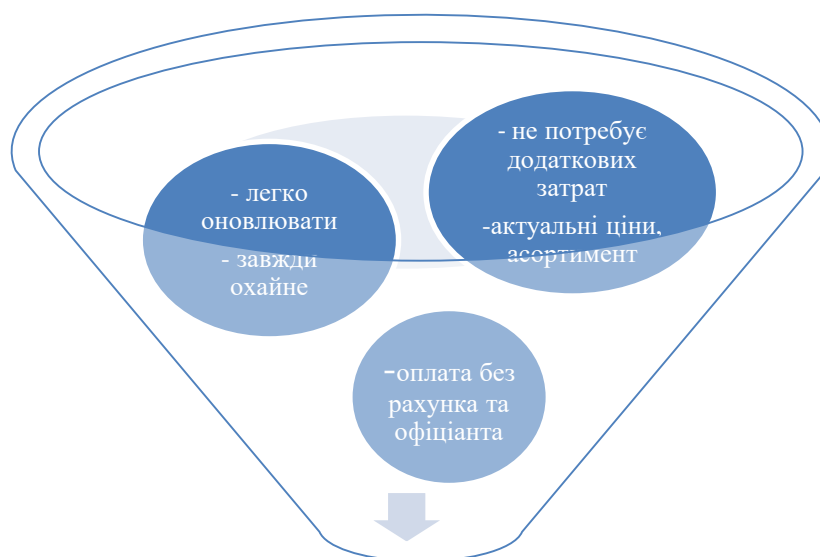 - легко
оновлювати
- завжди
охайне
- не потребує
додаткових
затрат
-актуальні ціни,
асортимент
-оплата без
рахунка та
офіціанта